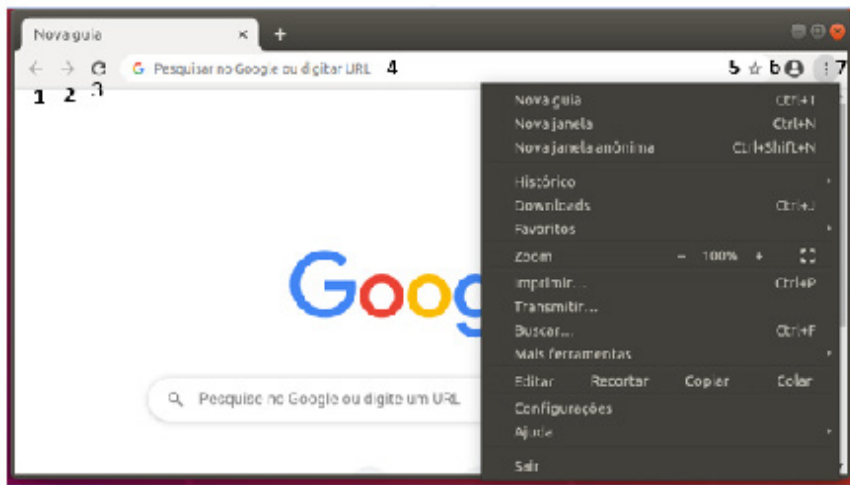 Nova guia × +
Pesquisar no Google ou digitar URL 4 5 6 7
1 2 3
Nova guia Ctrl+T
Nova janela Ctrl+N
Nova janela anônima Ctrl+Shift+N
Histórico
Downloads Ctrl+J
Favoritos
Zoom - 100% +
Imprimir... Ctrl+P
Transmitir...
Buscar... Ctrl+F
Mais ferramentas
Editar Recortar Copiar Colar
Configurações
Ajuda
Sair
Goog
Pesquise no Google ou digite um URL